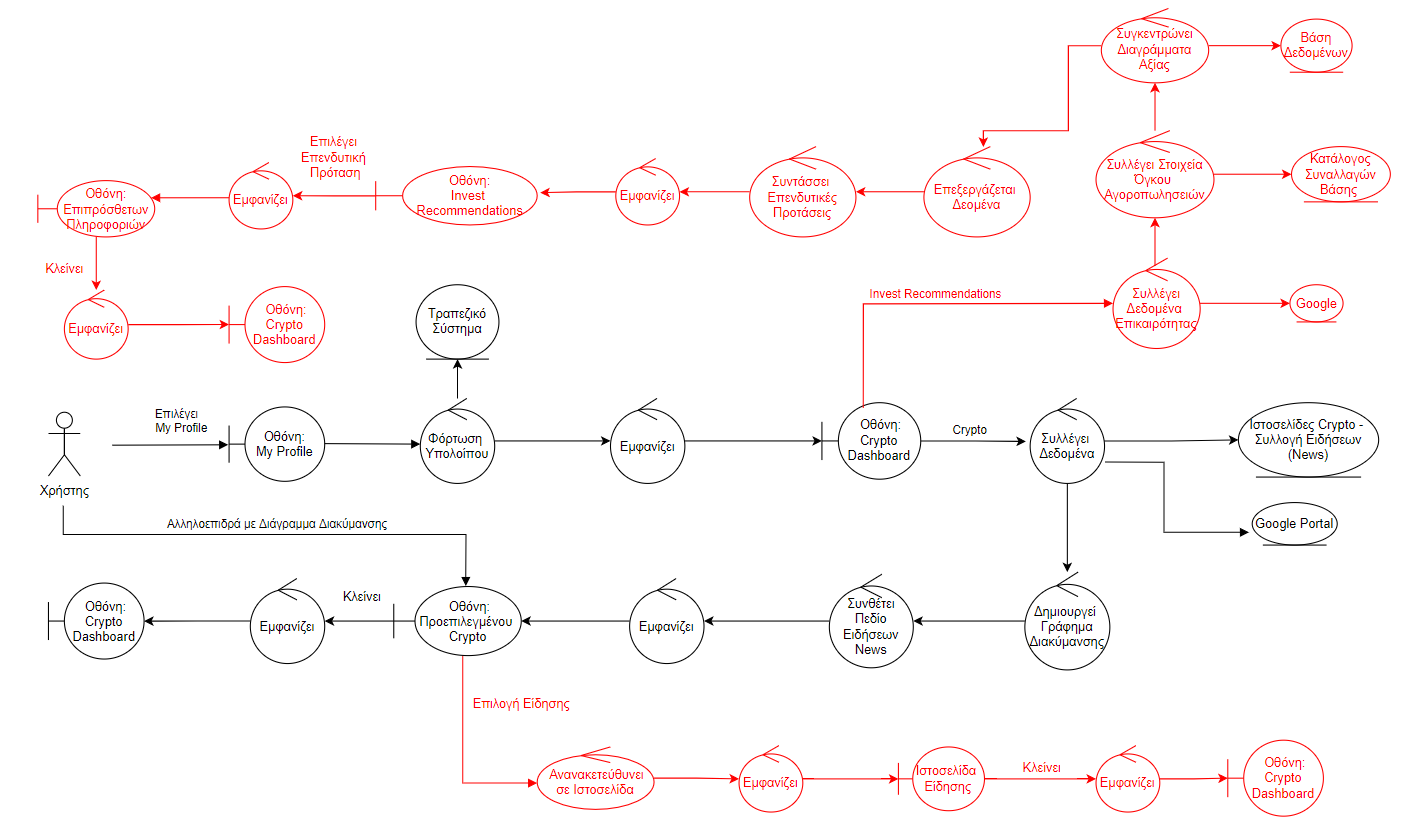 Συγκεντρώνει
Διαγράμματα
Αξίας
Βάση
Δεδομένων
Επιλέγει
Επενδυτική
Πρόταση
Οθόνη:
Επιπρόσθετων
Πληροφοριών
Εμφανίζει
Οθόνη:
Invest
Recommendations
Εμφανίζει
Συντάσσει
Επενδυτικές
Προτάσεις
Επεξεργάζεται
Δεομένα
Συλλέγει Στοιχεία
Όγκου
Αγοροπωλησειών
Κατάλογος
Συναλλαγών
Βάσης
Κλείνει
Εμφανίζει
Οθόνη:
Crypto
Dashboard
Τραπεζικό
Σύστημα
Invest Recommendations
Συλλέγει
Δεδομένα
Επικαιρότητας
Google
Χρήστης
Επιλέγει
My Profile
Οθόνη:
My Profile
Φόρτωση
Υπολοίπου
Εμφανίζει
Οθόνη:
Crypto
Dashboard
Crypto
Συλλέγει
Δεδομένα
Ιστοσελίδες Crypto -
Συλλογή Ειδήσεων
(News)
Google Portal
Αλληλοεπιδρά με Διάγραμμα Διακύμανσης
Οθόνη:
Crypto
Dashboard
Εμφανίζει
Κλείνει
Οθόνη:
Προεπιλεγμένου
Crypto
Εμφανίζει
Συνθέτει
Πεδίο
Ειδήσεων
News
Δημιουργεί
Γράφημα
Διακύμανσης
Επιλογή Είδησης
Ανανακετεύθυνει
σε Ιστοσελίδα
Εμφανίζει
Ιστοσελίδα
Είδησης
Κλείνει
Εμφανίζει
Οθόνη:
Crypto
Dashboard